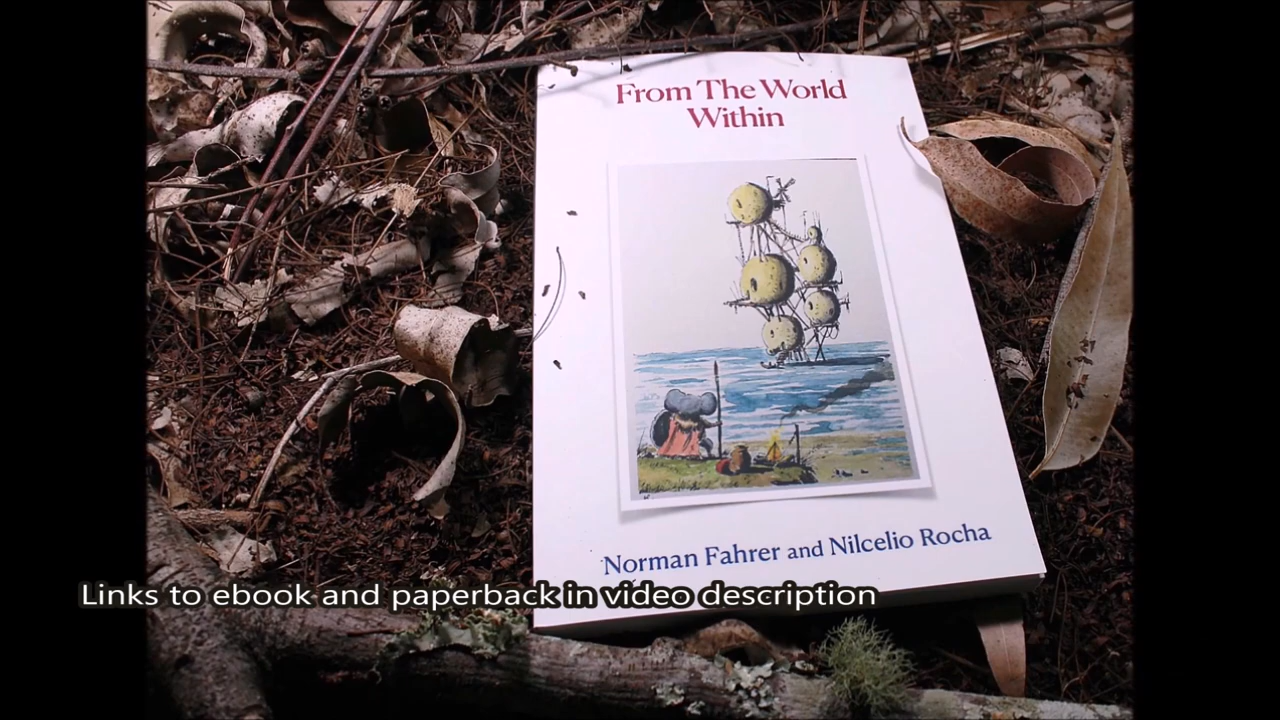 From The World
Within
Norman Fahrer and Nilcelio Rocha
Links to ebook and paperback in video description